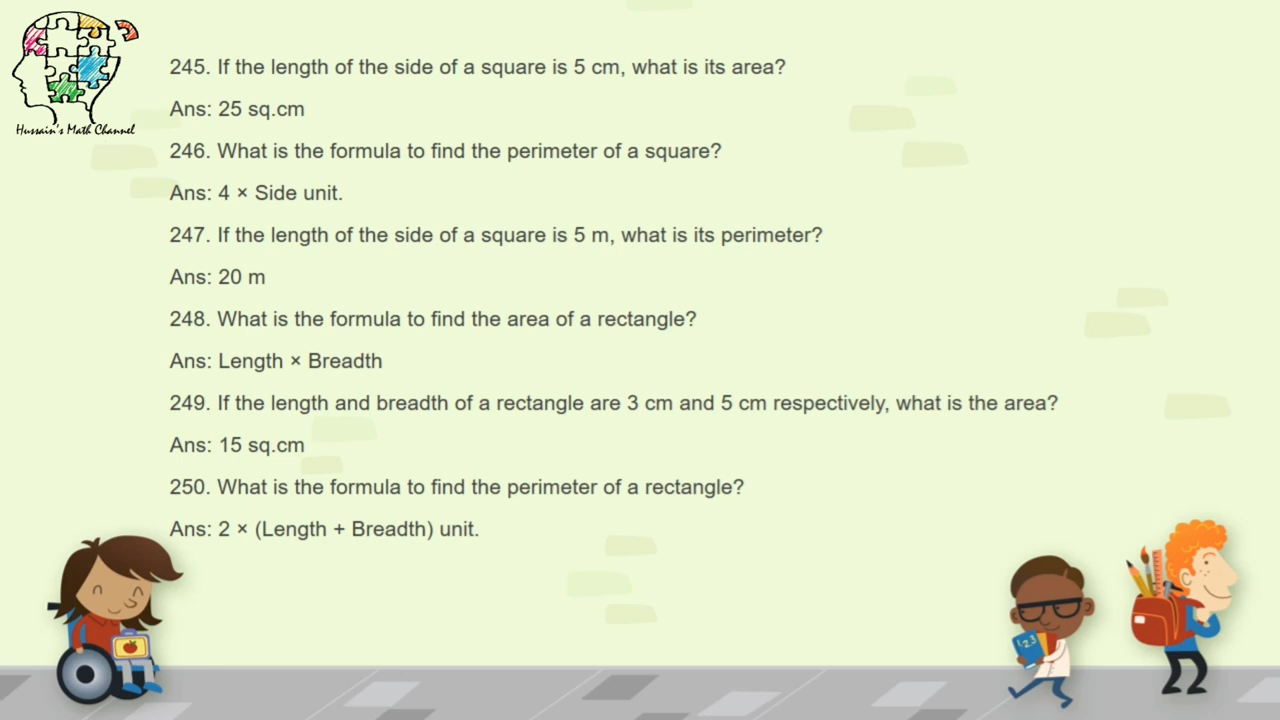 Hussain's Math Channel
245. If the length of the side of a square is 5 cm, what is its area?
Ans: 25 sq.cm
246. What is the formula to find the perimeter of a square?
Ans: 4 × Side unit.
247. If the length of the side of a square is 5 m, what is its perimeter?
Ans: 20 m
248. What is the formula to find the area of a rectangle?
Ans: Length × Breadth
249. If the length and breadth of a rectangle are 3 cm and 5 cm respectively, what is the area?
Ans: 15 sq.cm
250. What is the formula to find the perimeter of a rectangle?
Ans: 2 × (Length + Breadth) unit.
123